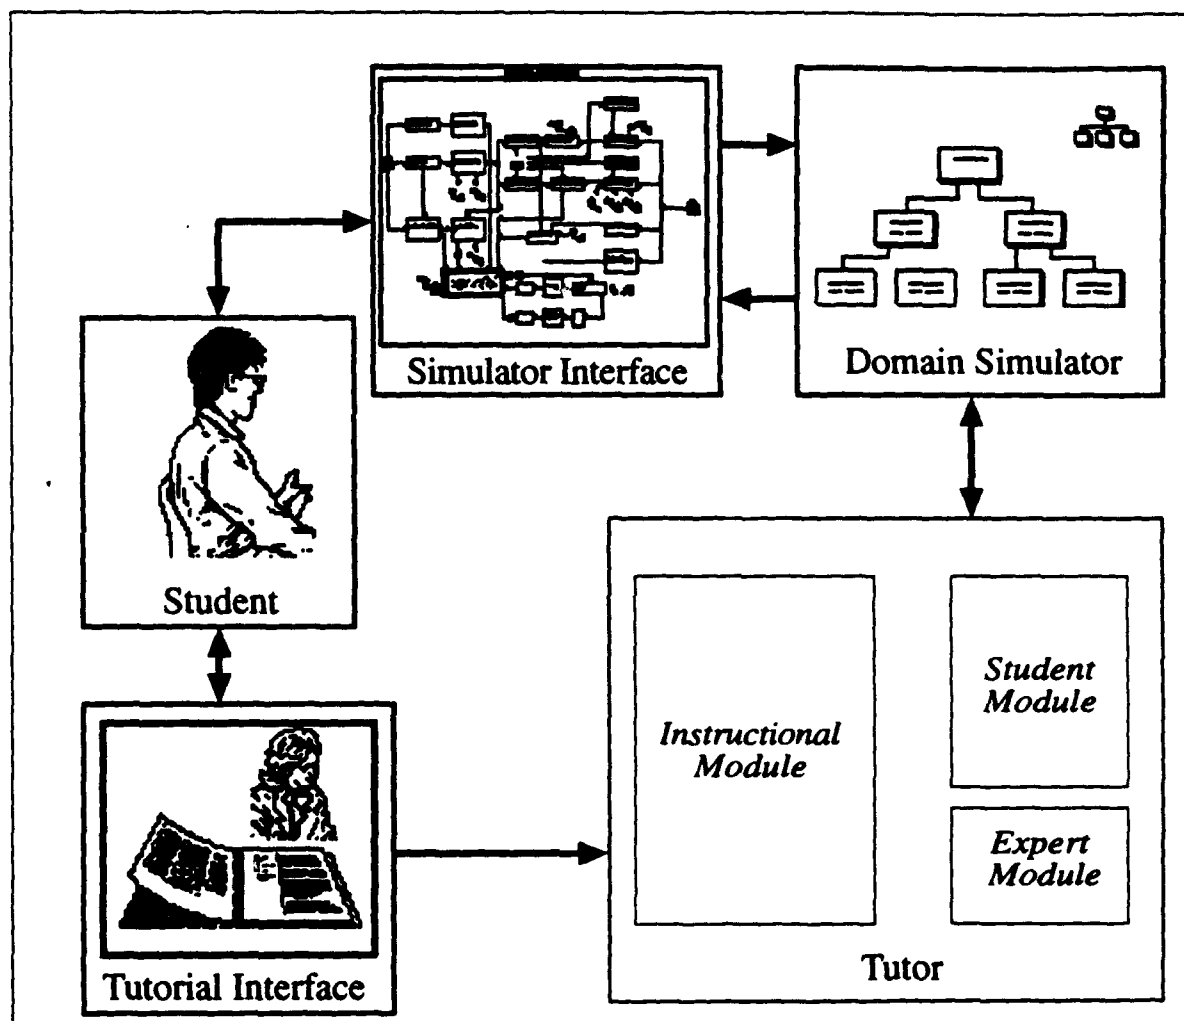 Simulator Interface
Domain Simulator
Student
Instructional
Module
Student
Module
Expert
Module
Tutor
Tutorial Interface